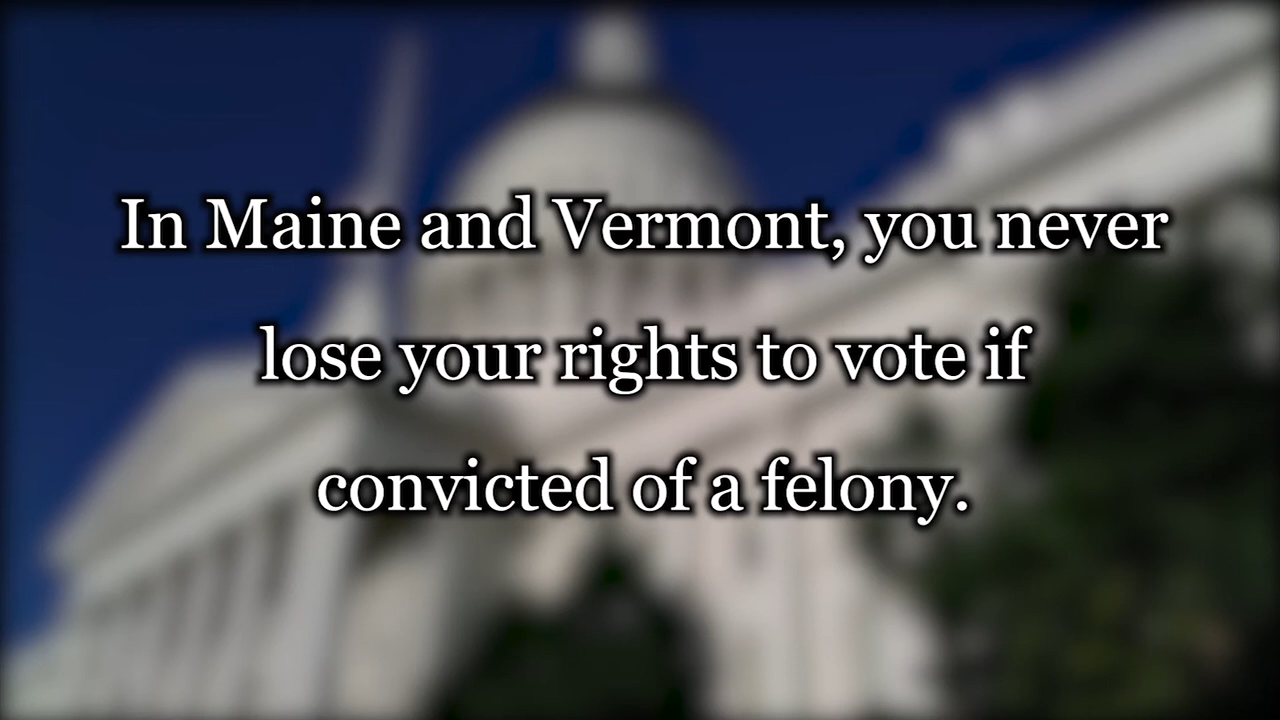 In Maine and Vermont, you never
lose your rights to vote if
convicted of a felony.